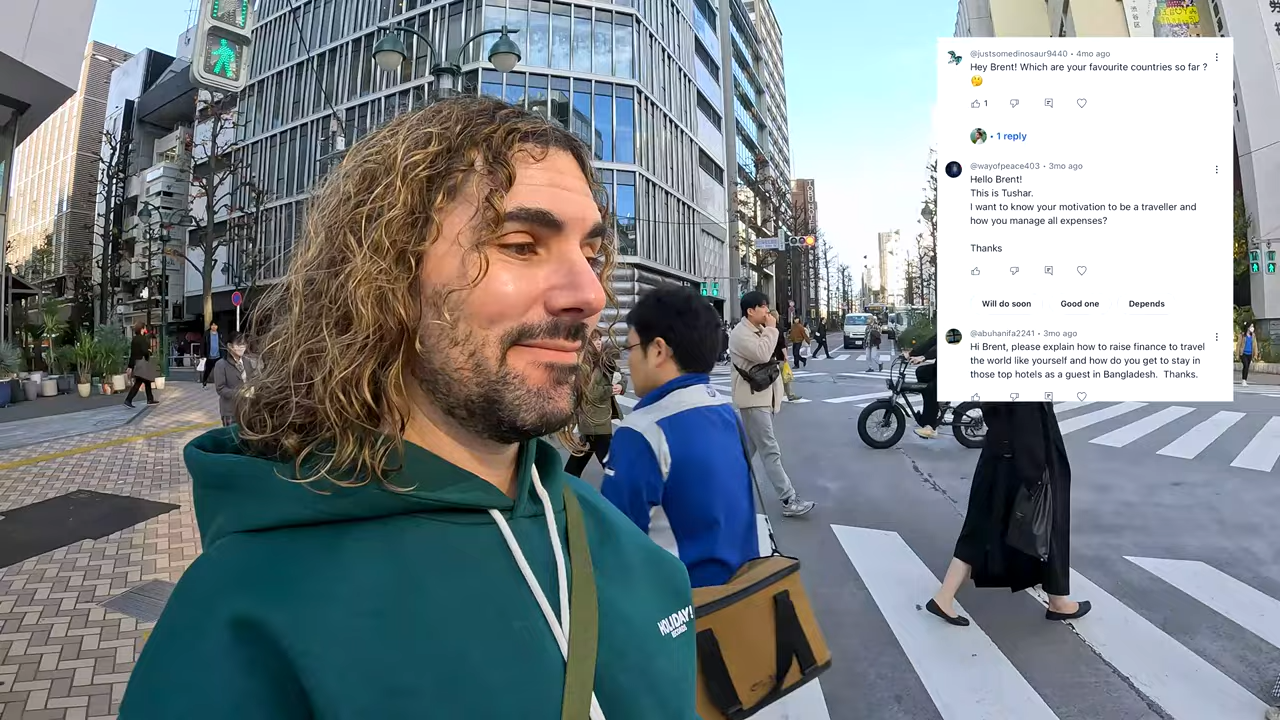 @justsomedinosaur9440 • 4mo ago
Hey Brent! Which are your favourite countries so far ?
🤔
1
• 1 reply
@wayofpeace403 • 3mo ago
Hello Brent!
This is Tushar.
I want to know your motivation to be a traveller and
how you manage all expenses?
Thanks
Will do soon
Good one
Depends
@abuhanifa2241 • 3mo ago
Hi Brent, please explain how to raise finance to travel
the world like yourself and how do you get to stay in
those top hotels as a guest in Bangladesh. Thanks.
HOLIDAY!
RECORDS